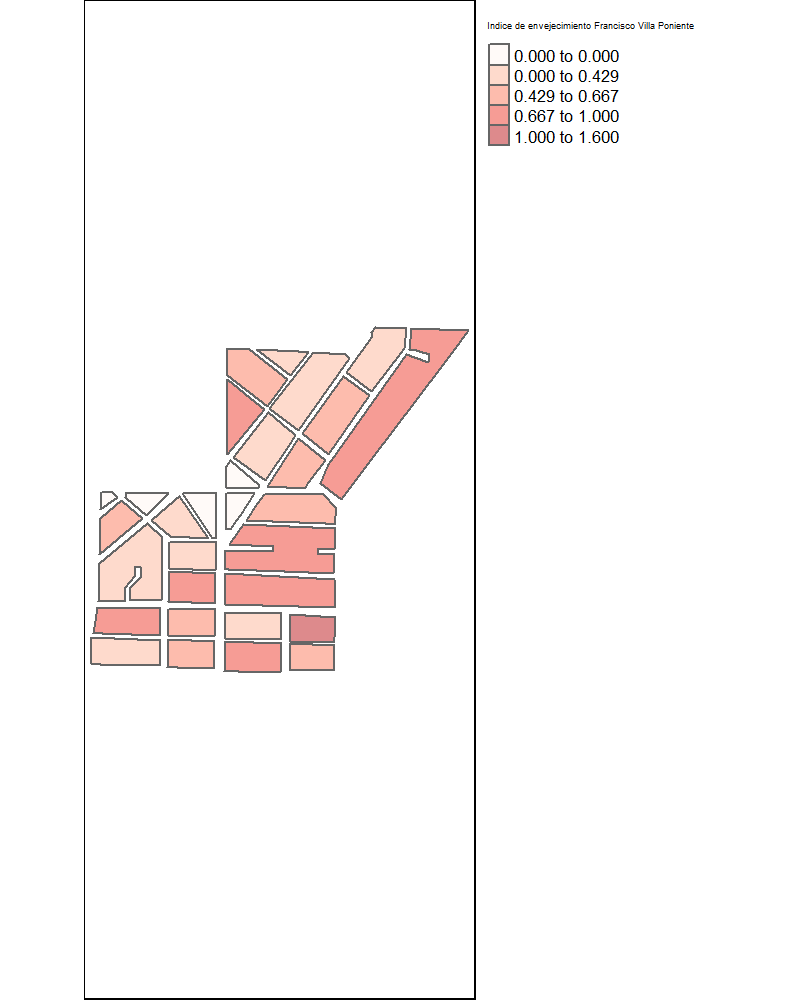 Indice de envejecimiento Francisco Villa Poniente
0.000 to 0.000
0.000 to 0.429
0.429 to 0.667
0.667 to 1.000
1.000 to 1.600